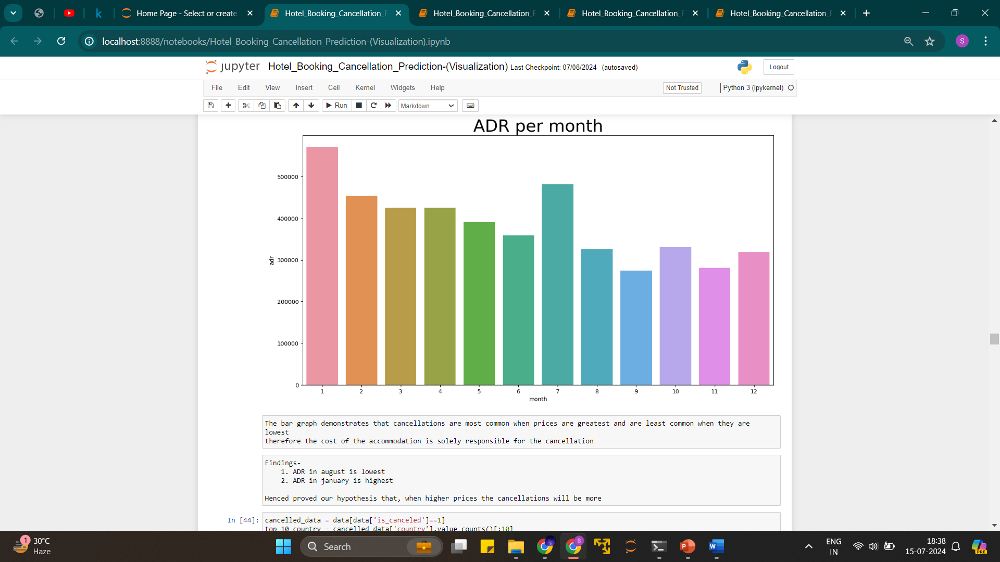 Home Page - Select or create
Hotel_Booking_Cancellation_F
Hotel_Booking_Cancellation_F
Hotel_Booking_Cancellation_F
Hotel_Booking_Cancellation_
localhost:8888/notebooks/Hotel_Booking_Cancellation_Prediction-(Visualization).ipynb
S
jupyter Hotel_Booking_Cancellation_Prediction-(Visualization) Last Checkpoint: 07/08/2024 (autosaved)
Logout
File Edit View Insert Cell Kernel Widgets Help
Not Trusted
Python 3 (ipykernel)
Run
Markdown
ADR per month
500000
400000
300000
200000
100000
0
adr
1 2 3 4 5 6 7 8 9 10 11 12
month
The bar graph demonstrates that cancellations are most common when prices are greatest and are least common when they are
lowest
therefore the cost of the accommodation is solely responsible for the cancellation
Findings-
1. ADR in august is lowest
2. ADR in january is highest
Henced proved our hypothesis that, when higher prices the cancellations will be more
In [44]: cancelled_data = data[data['is_canceled']==1]
top_10_country = cancelled_data['country'].value_counts()[:10]
1
30°C
Haze
Search
S
P
W
ENG
IN
18:38
15-07-2024
PRE